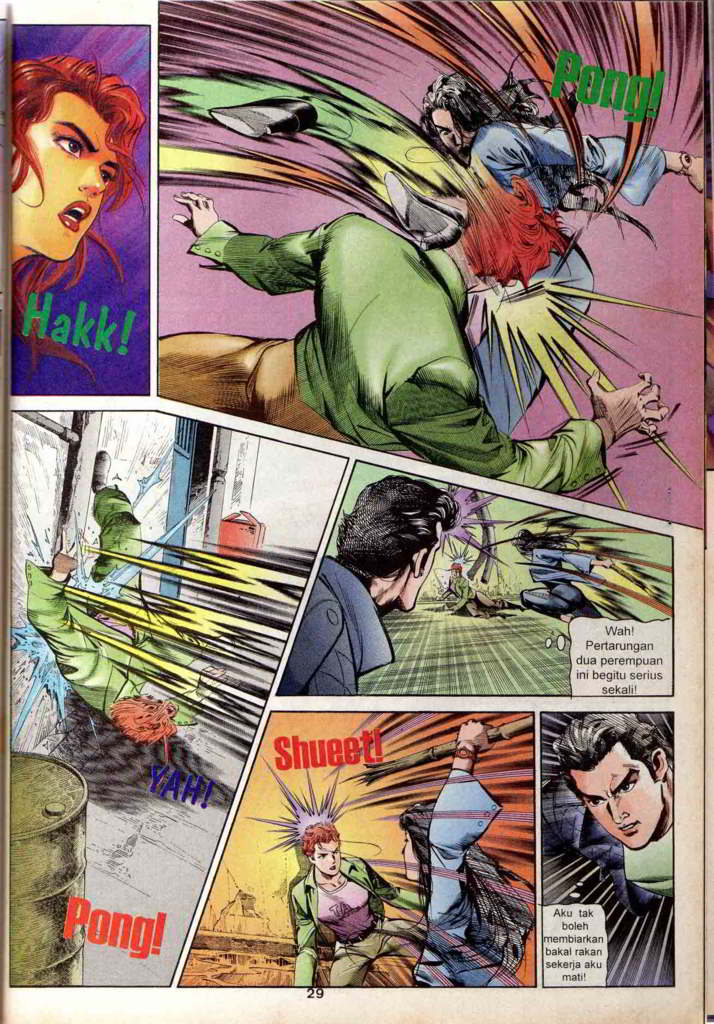 Hakk!
Pong!
YAH!
Pong!
Wah!
Pertarungan
dua perempuan
ini begitu serius
sekali!
Shueet!
Aku tak
boleh
membiarkan
bakal rakan
sekerja aku
mati!
29